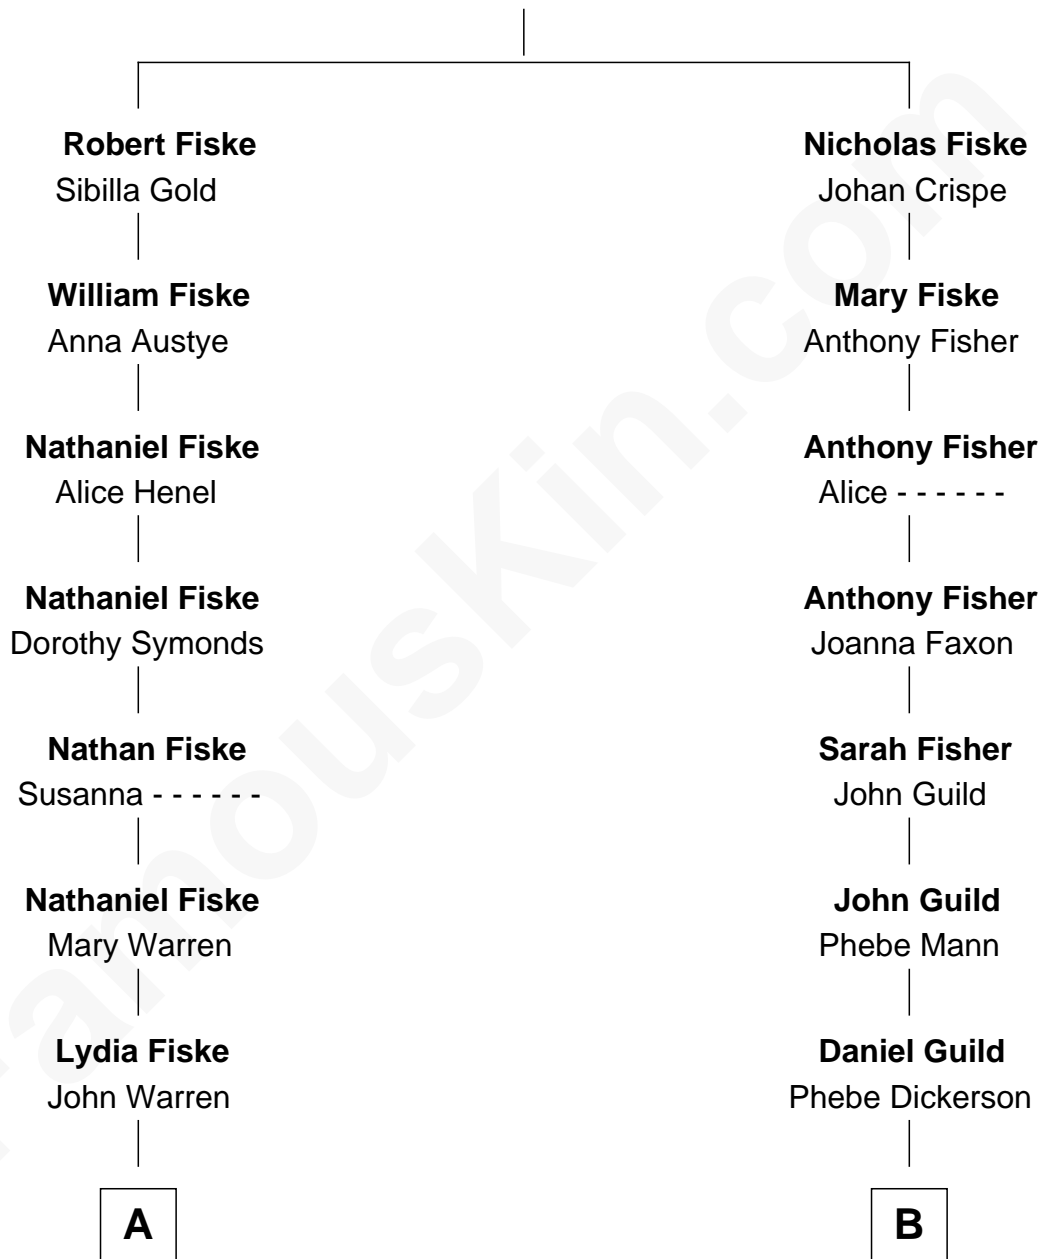 Robert Fiske
Sibilla Gold
William Fiske
Anna Austye
Nathaniel Fiske
Alice Henel
Nathaniel Fiske
Dorothy Symonds
Nathan Fiske
Susanna - - - - - -
Nathaniel Fiske
Mary Warren
Lydia Fiske
John Warren
A
Nicholas Fiske
Johan Crispe
Mary Fiske
Anthony Fisher
Anthony Fisher
Alice - - - - - -
Anthony Fisher
Joanna Faxon
Sarah Fisher
John Guild
John Guild
Phebe Mann
Daniel Guild
Phebe Dickerson
B
FamousKin.com